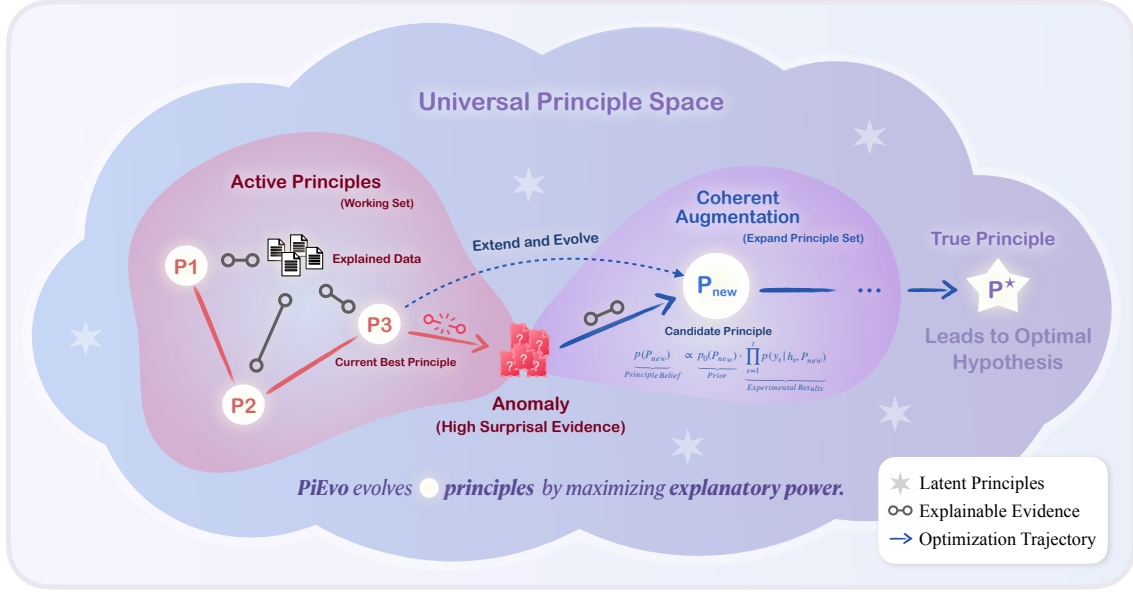 Universal Principle Space
Active Principles
(Working Set)
P1
Explained Data
P3
Current Best Principle
P2
Extend and Evolve
? ? ? ? ?
Anomaly
(High Surprisal Evidence)
Coherent
Augmentation
(Expand Principle Set)
P_new
Candidate Principle
p(P_new) ∝ p_0(P_new) · ∏_{s=1}^{t} p(y_s | h_s, P_new)
Principle Belief Prior Experimental Results
...
True Principle
P★
Leads to Optimal
Hypothesis
PiEvo evolves principles by maximizing explanatory power.
Latent Principles
Explainable Evidence
Optimization Trajectory